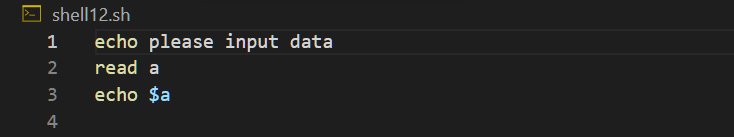 shell12.sh
1 echo please input data
2 read a
3 echo $a
4